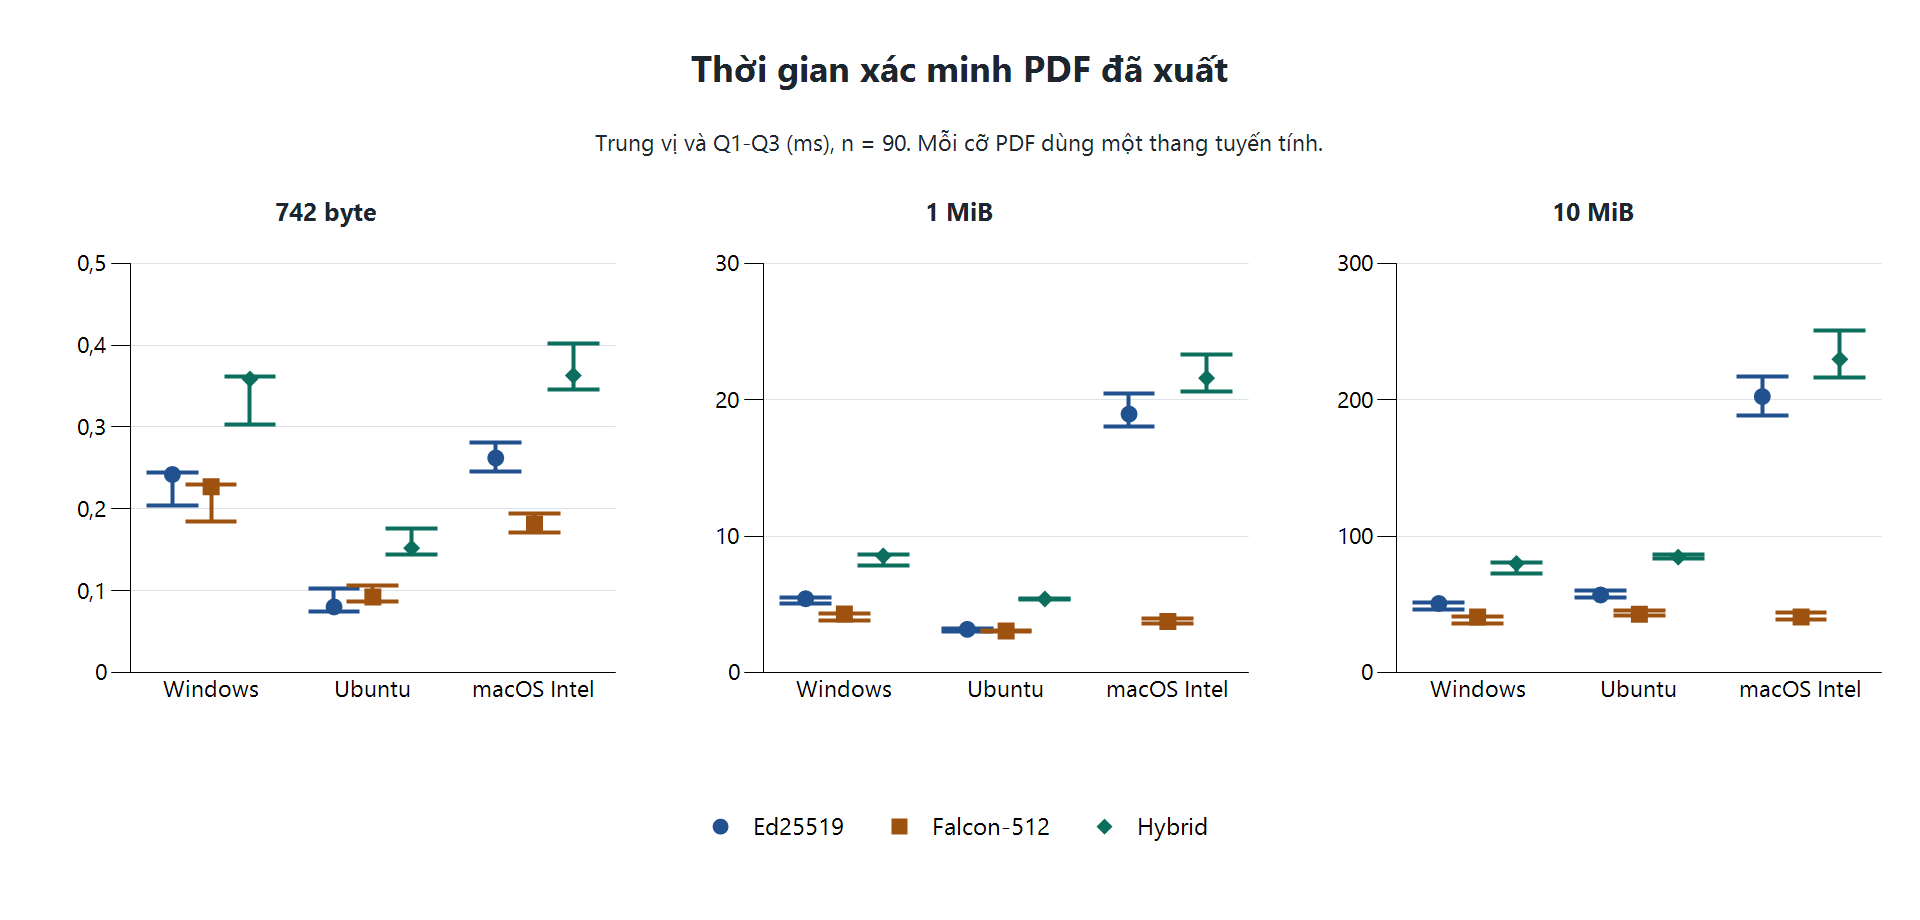 Thời gian xác minh PDF đã xuất
Trung vị và Q1-Q3 (ms), n = 90. Mỗi cỡ PDF dùng một thang tuyến tính.
742 byte
0,5
0,4
0,3
0,2
0,1
0
Windows Ubuntu macOS Intel
1 MiB
30
20
10
0
Windows Ubuntu macOS Intel
10 MiB
300
200
100
0
Windows Ubuntu macOS Intel
Ed25519 Falcon-512 Hybrid